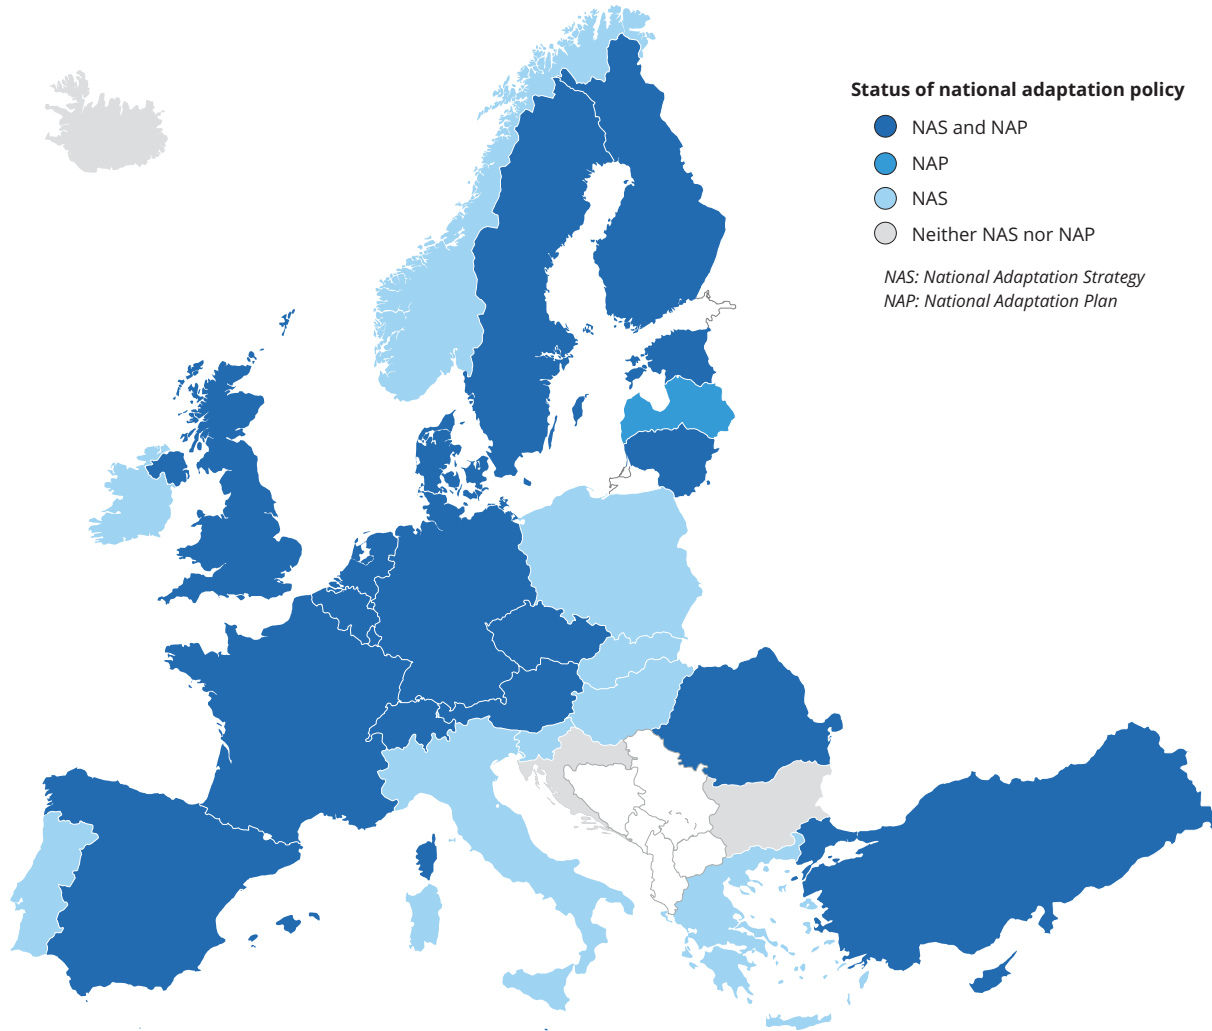 Status of national adaptation policy
NAS and NAP
NAP
NAS
Neither NAS nor NAP
NAS: National Adaptation Strategy
NAP: National Adaptation Plan